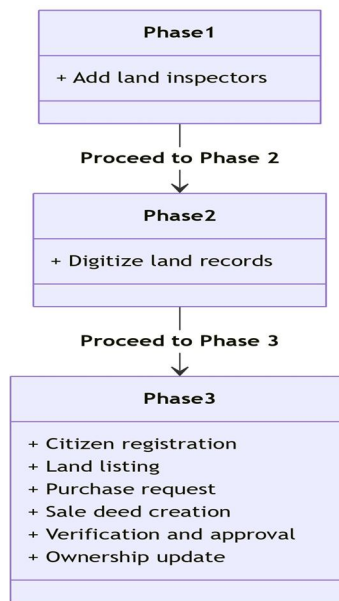 Phase1
+ Add land inspectors
Proceed to Phase 2
Phase2
+ Digitize land records
Proceed to Phase 3
Phase3
+ Citizen registration
+ Land listing
+ Purchase request
+ Sale deed creation
+ Verification and approval
+ Ownership update